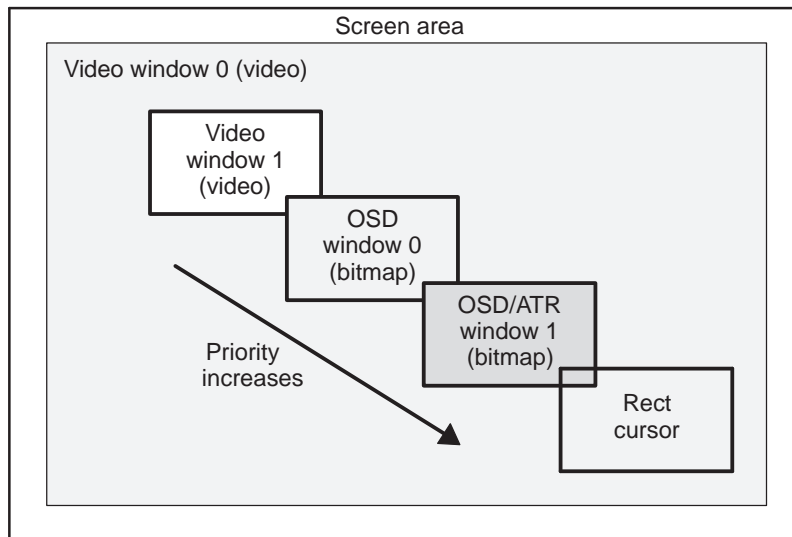 Screen area
Video window 0 (video)
Video
window 1
(video)
OSD
window 0
(bitmap)
OSD/ATR
window 1
(bitmap)
Priority
increases
Rect
cursor